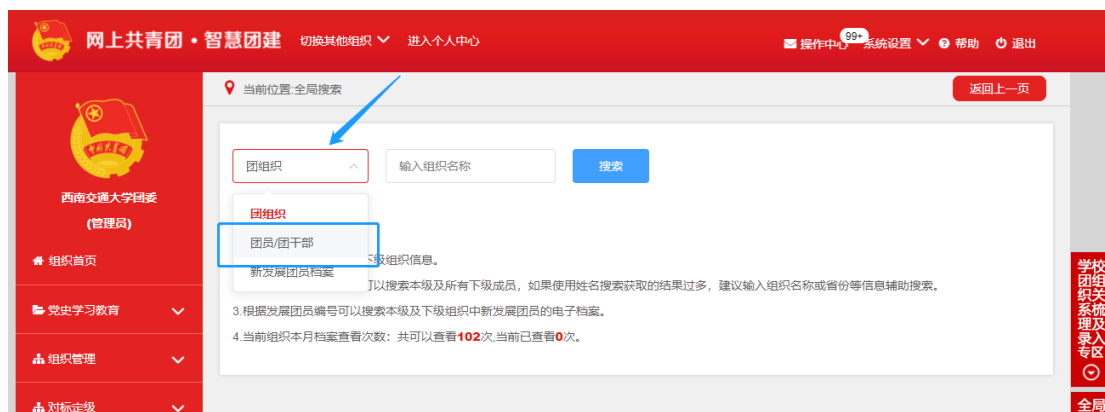 网上共青团·智慧团建 切换其他组织 进入个人中心 操作中心 99+ 系统设置 帮助 退出
当前位置:全局搜索 返回上一页
团组织 输入组织名称 搜索
西南交通大学团委
(管理员)
团组织
团员/团干部
新发展团员档案
组织首页
党史学习教育
组织管理
对标定级
下级组织信息。
可以搜索本级及所有下级成员，如果使用姓名搜索获取的结果过多，建议输入组织名称或省份等信息辅助搜索。
3.根据发展团员编号可以搜索本级及下级组织中新发展团员的电子档案。
4.当前组织本月档案查看次数：共可以查看102次,当前已查看0次。
学校
团组
织关
系梳
理及
录入
专区
全局